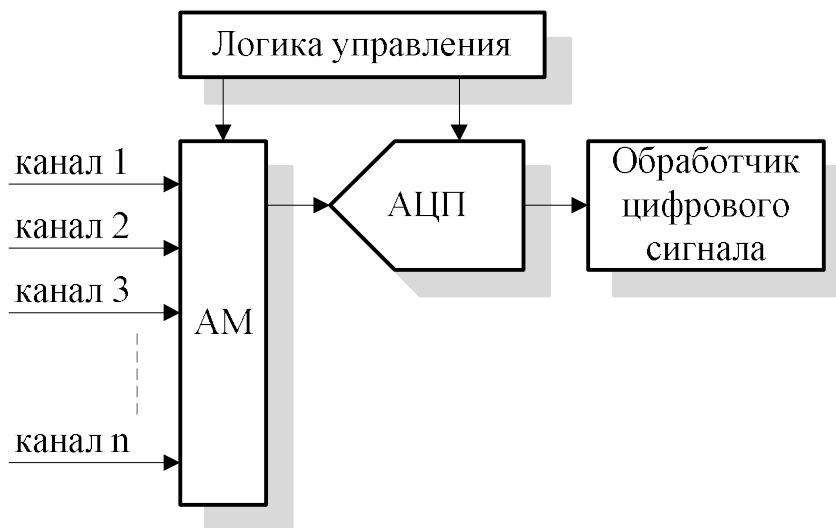 Логика управления
канал 1
канал 2
канал 3
канал n
АМ
АЦП
Обработчик
цифрового
сигнала